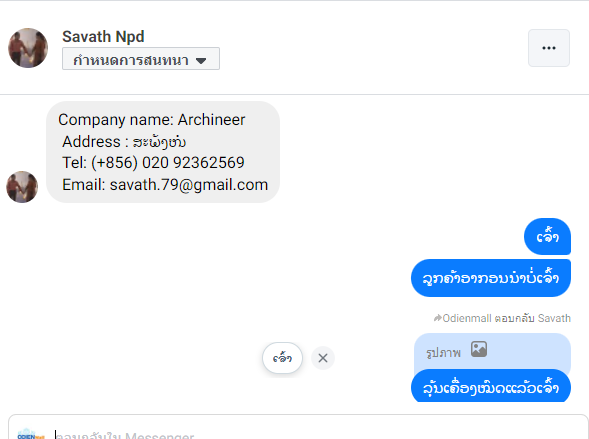 Savath Npd
กำหนดการสนทนา
...
Company name: Archineer
Address : ສະພັງໜໍ່
Tel: (+856) 020 92362569
Email: savath.79@gmail.com
ເຈົ້າ
ລູກຄ້າອາກອນນຳບໍ່ເຈົ້າ
Odienmall ตอบกลับ Savath
รูปภาพ
ເຈົ້າ
ລຸ້ນເຄື່ອງໝົດແລ້ວເຈົ້າ
ODIENmall
ตอบกลับใน Messenger